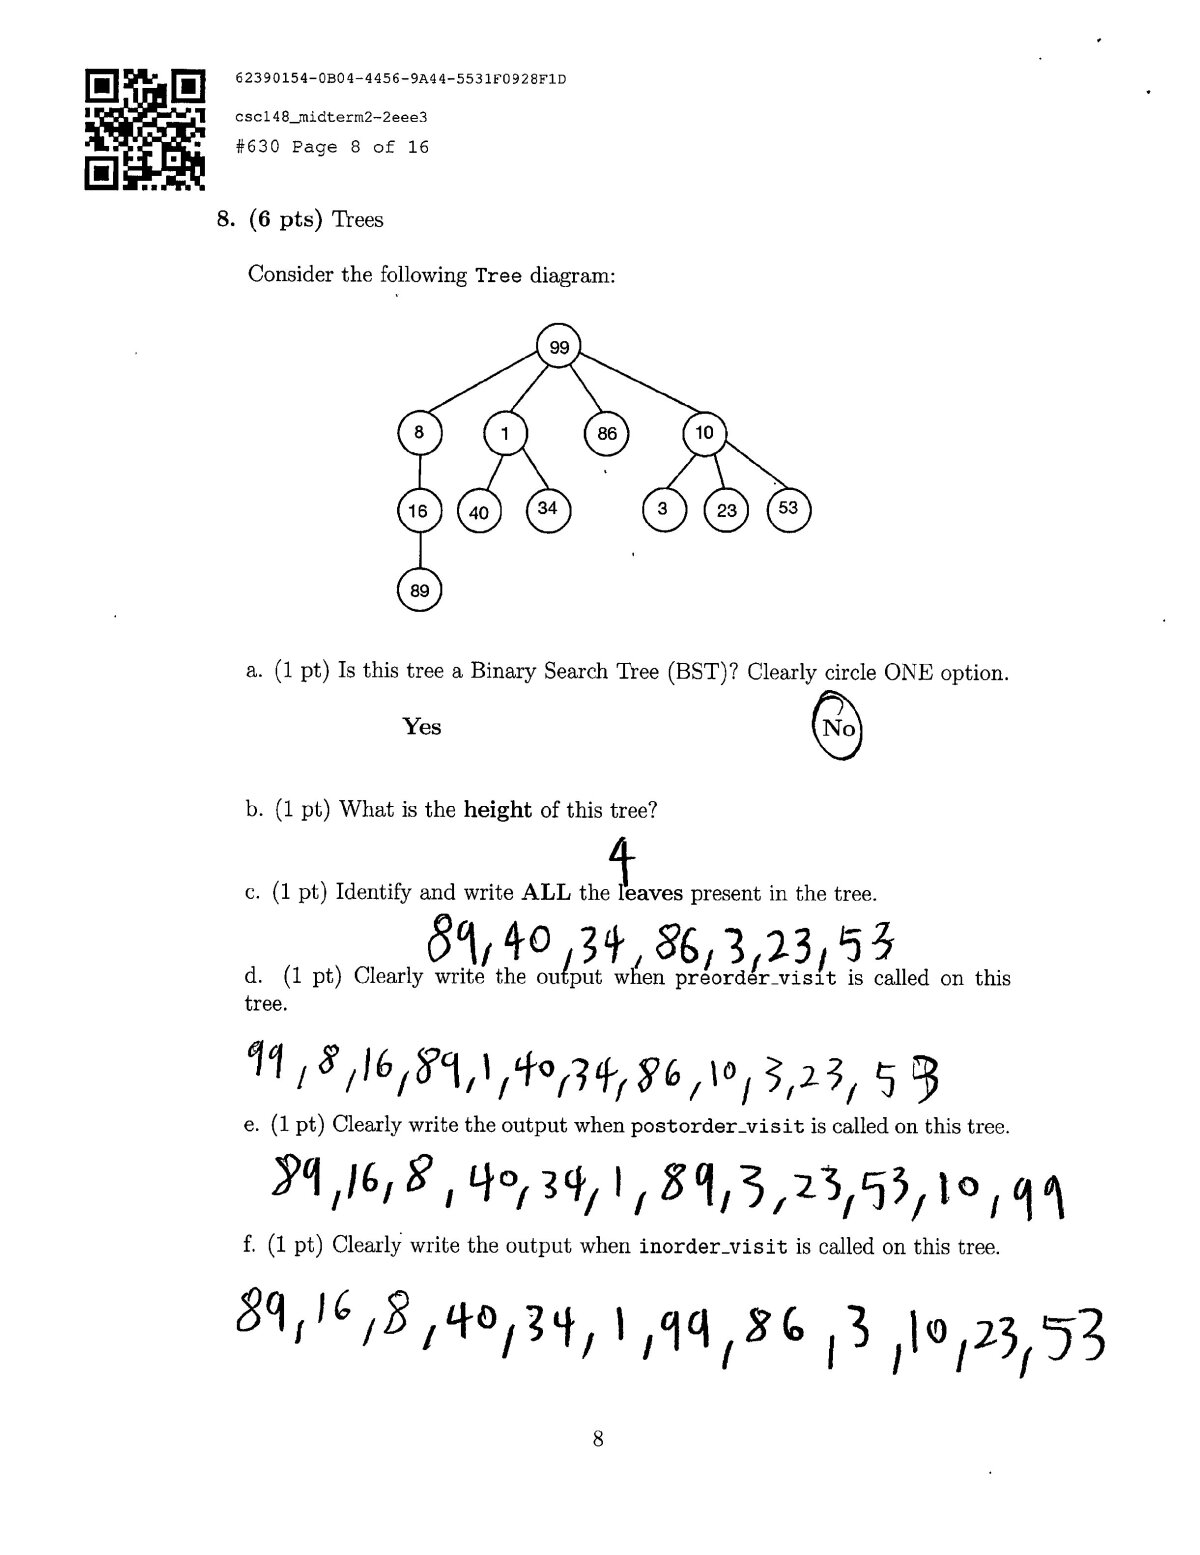 62390154-0B04-4456-9A44-5531F0928F1D
csc148_midterm2-2eee3
#630 Page 8 of 16
8. (6 pts) Trees
Consider the following Tree diagram:
99
8 1 86 10
16 40 34 3 23 53
89
a. (1 pt) Is this tree a Binary Search Tree (BST)? Clearly circle ONE option.
Yes No
b. (1 pt) What is the height of this tree?
4
c. (1 pt) Identify and write ALL the leaves present in the tree.
89, 40, 34, 86, 3, 23, 53
d. (1 pt) Clearly write the output when preorder_visit is called on this
tree.
99, 8, 16, 89, 1, 40, 34, 86, 10, 3, 23, 53
e. (1 pt) Clearly write the output when postorder_visit is called on this tree.
89, 16, 8, 40, 34, 1, 89, 3, 23, 53, 10, 99
f. (1 pt) Clearly write the output when inorder_visit is called on this tree.
89, 16, 8, 40, 34, 1, 99, 86, 3, 10, 23, 53
8